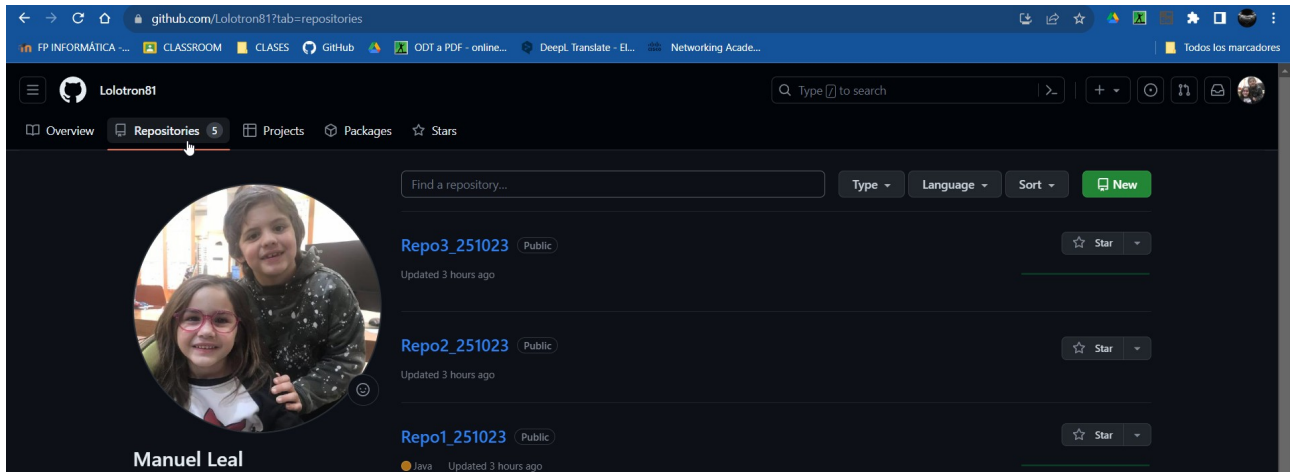 github.com/Lolotron81?tab=repositories
FP INFORMÁTICA -... CLASSROOM CLASES GitHub ODT a PDF - online... DeepL Translate - El... Networking Acade... Todos los marcadores
Lolotron81 Type / to search
Overview Repositories 5 Projects Packages Stars
Find a repository... Type Language Sort New
Repo3_251023 Public Star
Updated 3 hours ago
Repo2_251023 Public Star
Updated 3 hours ago
Repo1_251023 Public Star
Manuel Leal
Java Updated 3 hours ago